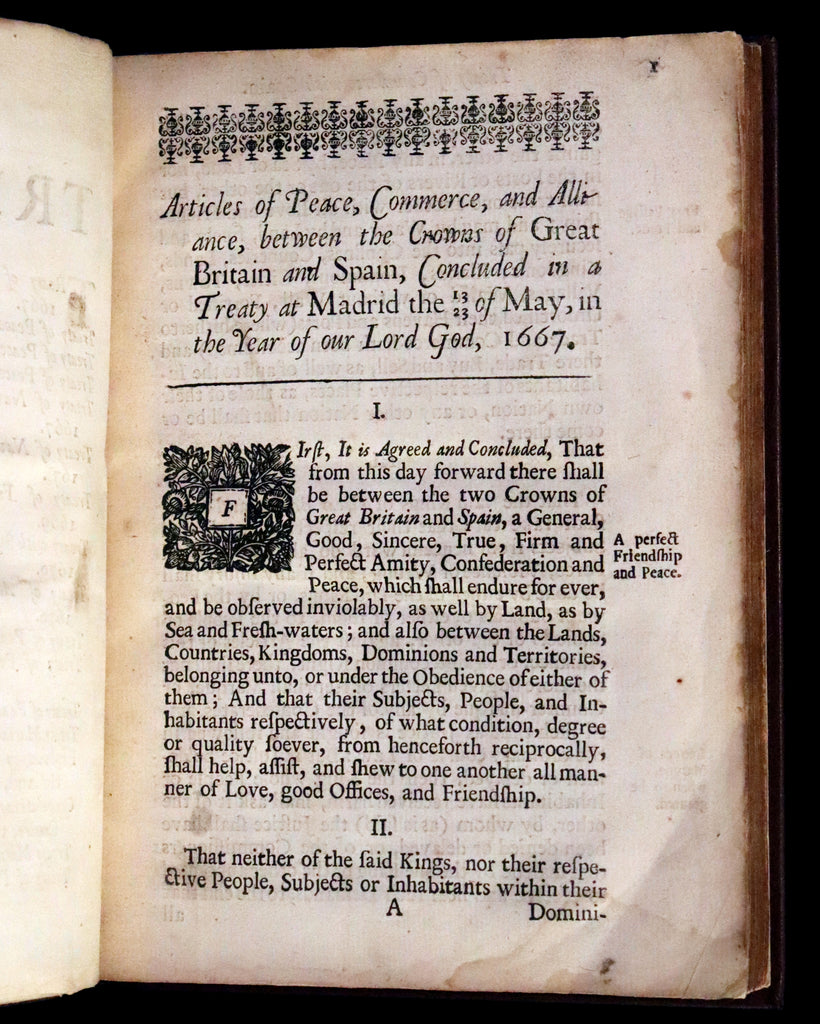 1
Articles of Peace, Commerce, and Alli-
ance, between the Crowns of Great
Britain and Spain, Concluded in a
Treaty at Madrid the 13/23 of May, in
the Year of our Lord God, 1667.
I.
FIrſt, It is Agreed and Concluded, That
from this day forward there ſhall
be between the two Crowns of
Great Britain and Spain, a General,
Good, Sincere, True, Firm and
Perfect Amity, Confederation and
Peace, which ſhall endure for ever,
and be obſerved inviolably, as well by Land, as by
Sea and Freſh-waters; and alſo between the Lands,
Countries, Kingdoms, Dominions and Territories,
belonging unto, or under the Obedience of either of
them; And that their Subjects, People, and In-
habitants reſpectively, of what condition, degree
or quality ſoever, from henceforth reciprocally,
ſhall help, aſſiſt, and ſhew to one another all man-
ner of Love, good Offices, and Friendſhip.
A perfect
Friendſhip
and Peace.
II.
That neither of the ſaid Kings, nor their reſpe-
ctive People, Subjects or Inhabitants within their
A
Domini-